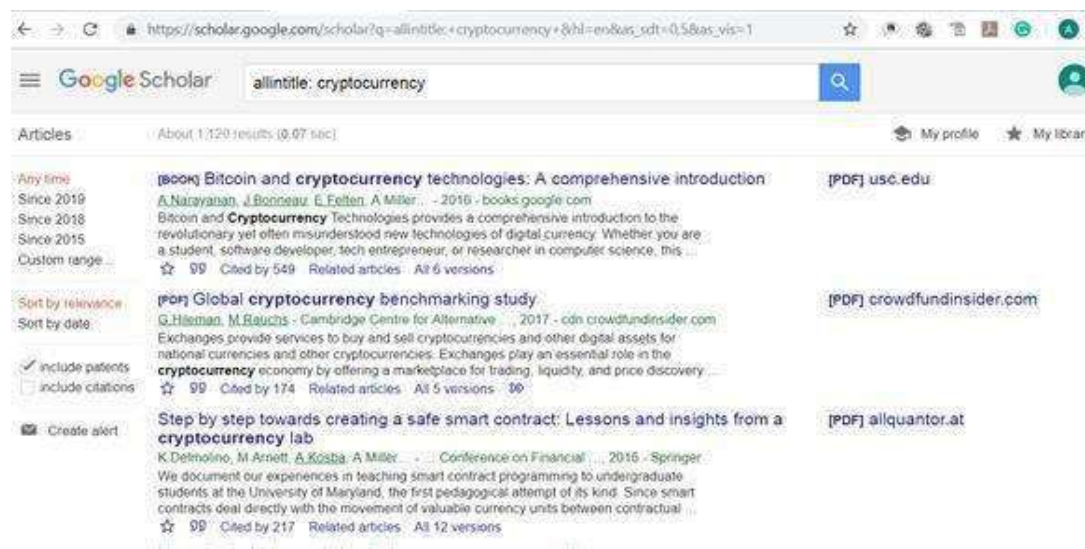 https://scholar.google.com/scholar?q=allintitle:+cryptocurrency+&hl=en&as_sdt=0,5&as_vis=1
A
Google Scholar
allintitle: cryptocurrency
Articles
About 1,120 results (0.07 sec)
My profile
My librar
Any time
Since 2019
Since 2018
Since 2015
Custom range...
Sort by relevance
Sort by date
include patents
include citations
Create alert
[BOOK] Bitcoin and cryptocurrency technologies: A comprehensive introduction
A Narayanan, J Bonneau, E Felten, A Miller... - 2016 - books.google.com
Bitcoin and Cryptocurrency Technologies provides a comprehensive introduction to the
revolutionary yet often misunderstood new technologies of digital currency. Whether you are
a student, software developer, tech entrepreneur, or researcher in computer science, this ...
Cited by 549 Related articles All 6 versions
[PDF] usc.edu
[PDF] Global cryptocurrency benchmarking study
G Hileman, M Rauchs - Cambridge Centre for Alternative ..., 2017 - cdn.crowdfundinsider.com
Exchanges provide services to buy and sell cryptocurrencies and other digital assets for
national currencies and other cryptocurrencies. Exchanges play an essential role in the
cryptocurrency economy by offering a marketplace for trading, liquidity, and price discovery ...
Cited by 174 Related articles All 5 versions
[PDF] crowdfundinsider.com
Step by step towards creating a safe smart contract: Lessons and insights from a
cryptocurrency lab
K Delmolino, M Arnett, A Kosba, A Miller... - ... Conference on Financial ..., 2016 - Springer
We document our experiences in teaching smart contract programming to undergraduate
students at the University of Maryland, the first pedagogical attempt of its kind. Since smart
contracts deal directly with the movement of valuable currency units between contractual ...
Cited by 217 Related articles All 12 versions
[PDF] allquantor.at